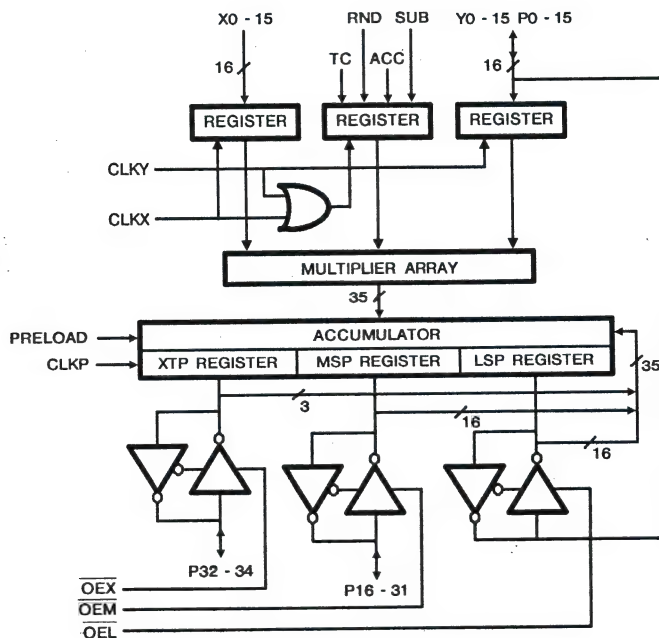 X0 - 15
RND SUB
Y0 - 15 P0 - 15
TC ACC
16
16
REGISTER
REGISTER
REGISTER
CLKY
CLKX
MULTIPLIER ARRAY
35
PRELOAD
ACCUMULATOR
CLKP
XTP REGISTER
MSP REGISTER
LSP REGISTER
35
3
16
16
P32 - 34
P16 - 31
OEX
OEM
OEL